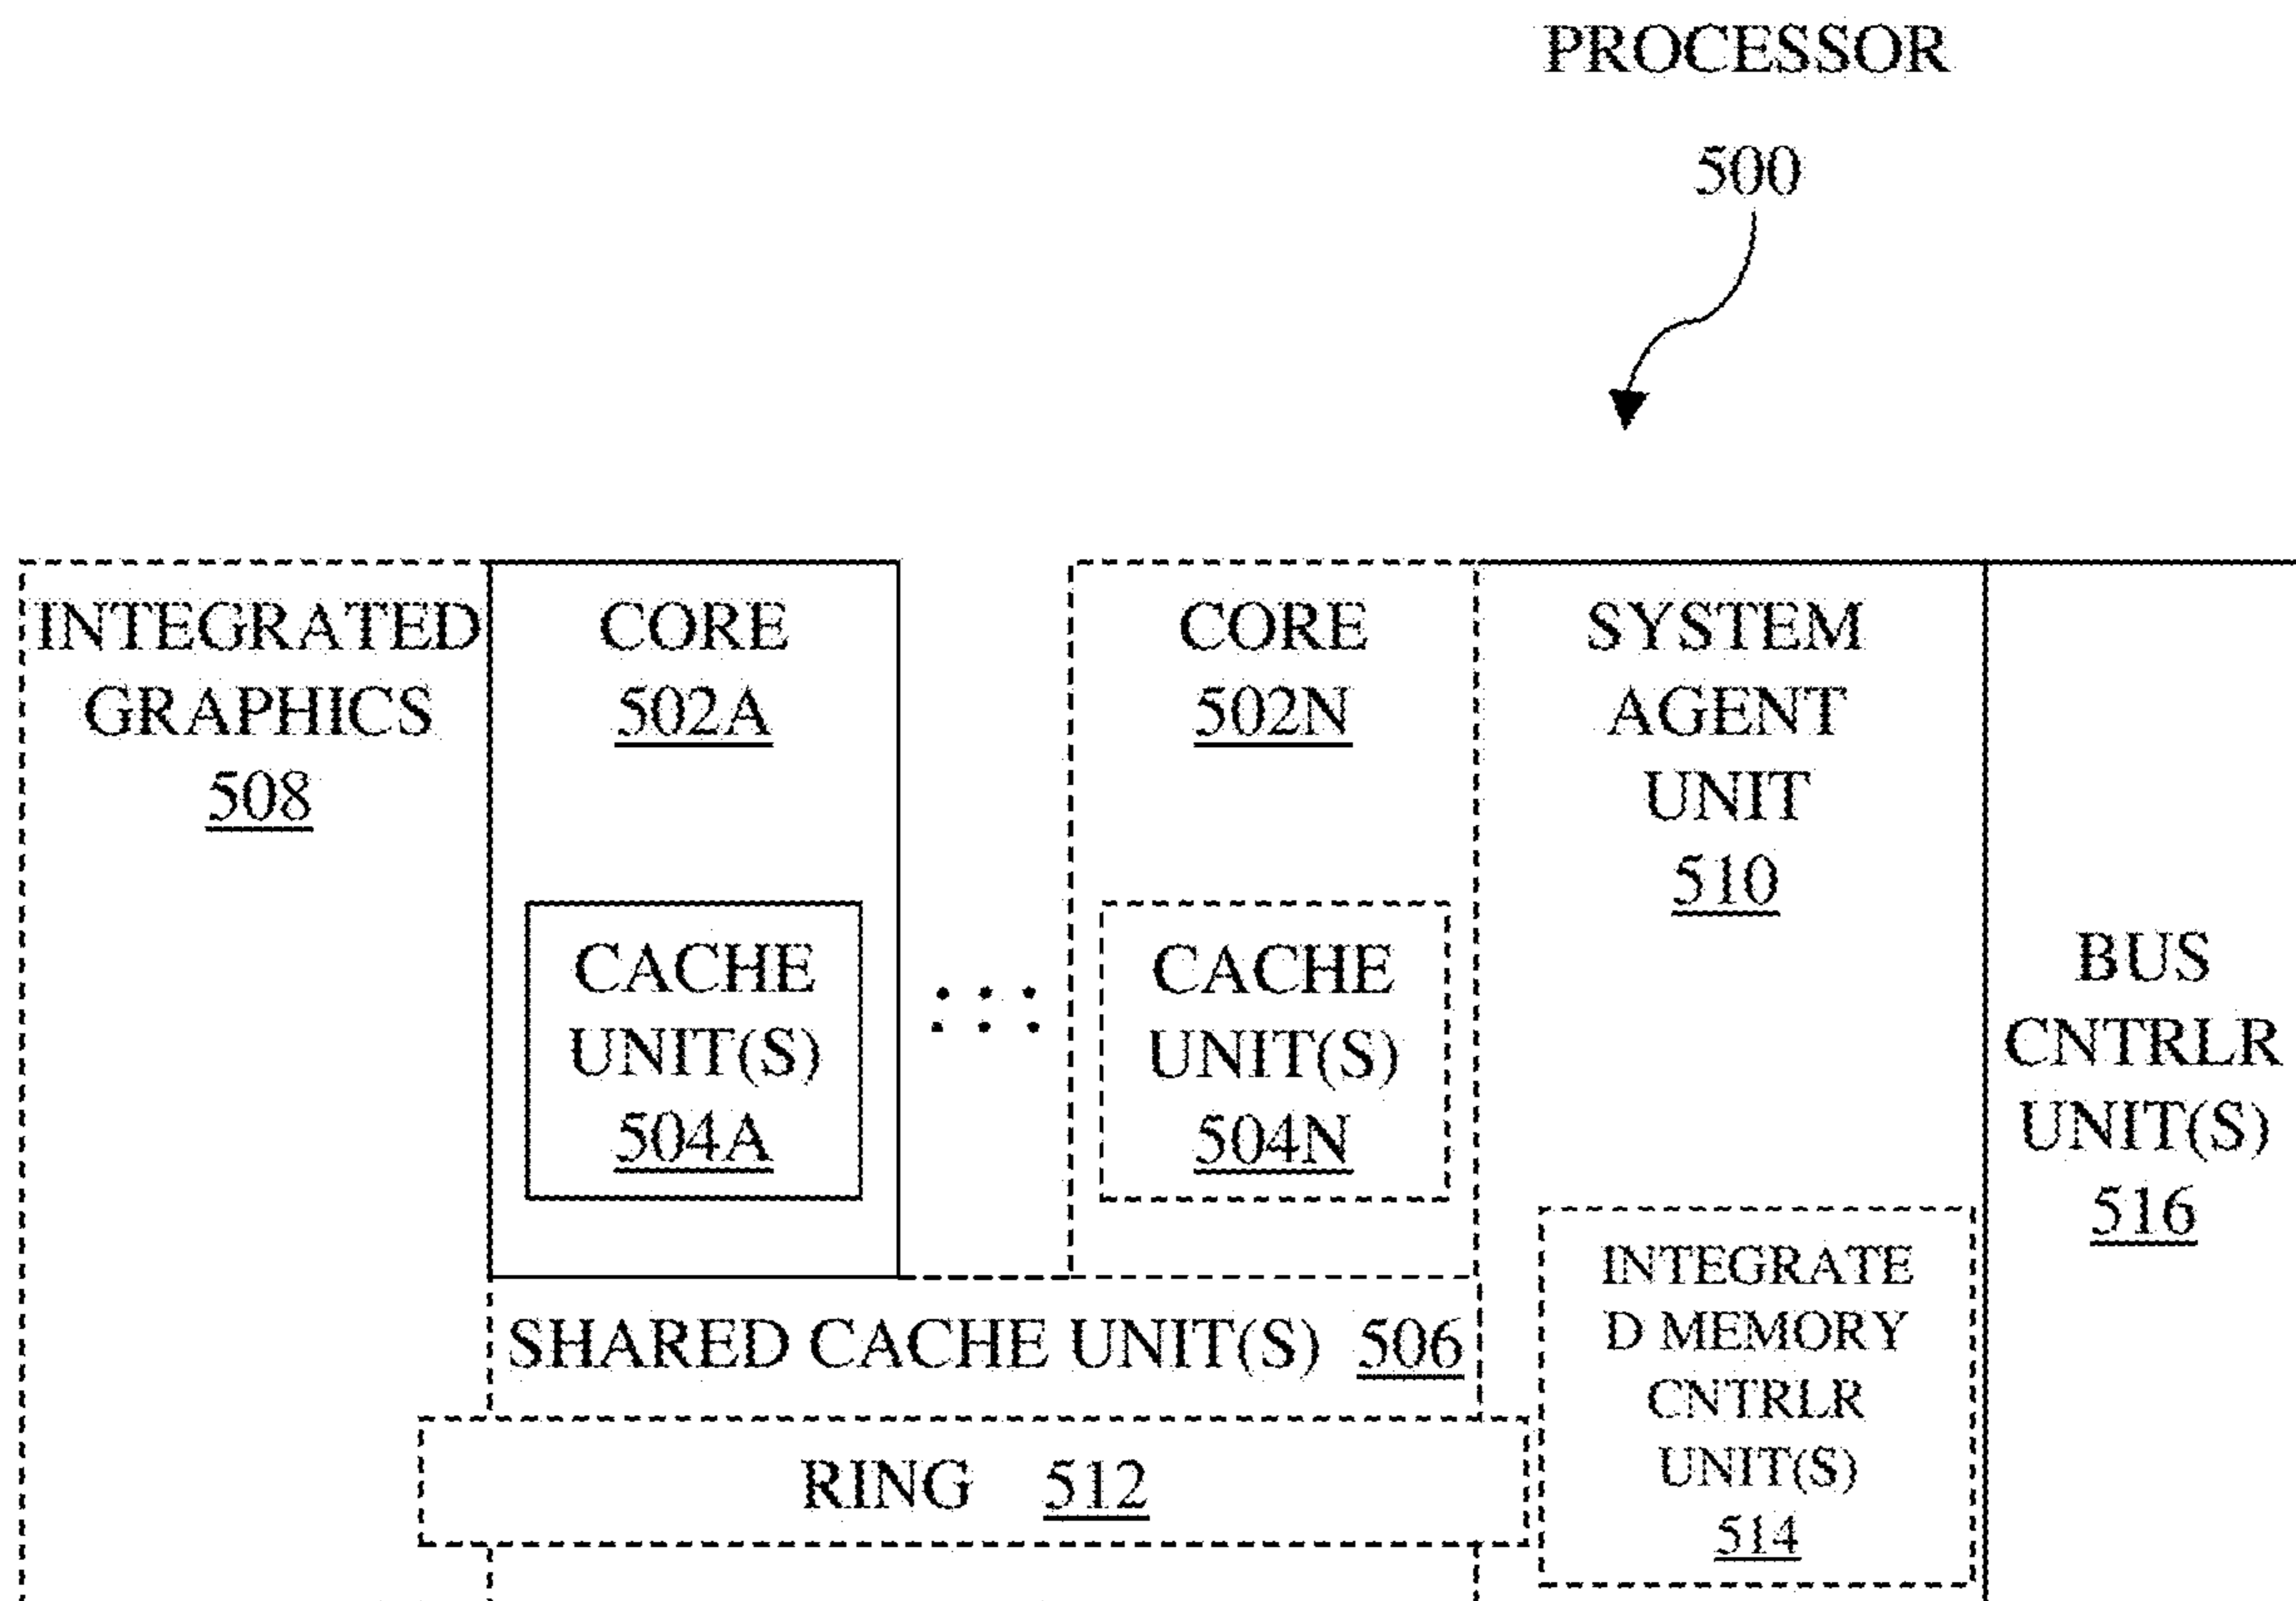 PROCESSOR
500
INTEGRATED
GRAPHICS
508
CORE
502A
CACHE
UNIT(S)
504A
CORE
502N
CACHE
UNIT(S)
504N
SYSTEM
AGENT
UNIT
510
BUS
CNTRLR
UNIT(S)
516
INTEGRATE
D MEMORY
CNTRLR
UNIT(S)
514
SHARED CACHE UNIT(S) 506
RING 512